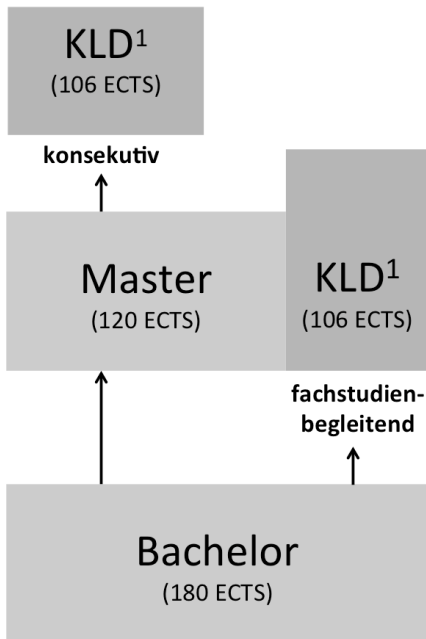 KLD¹
(106 ECTS)
konsekutiv
Master
(120 ECTS)
KLD¹
(106 ECTS)
fachstudien-
begleitend
Bachelor
(180 ECTS)